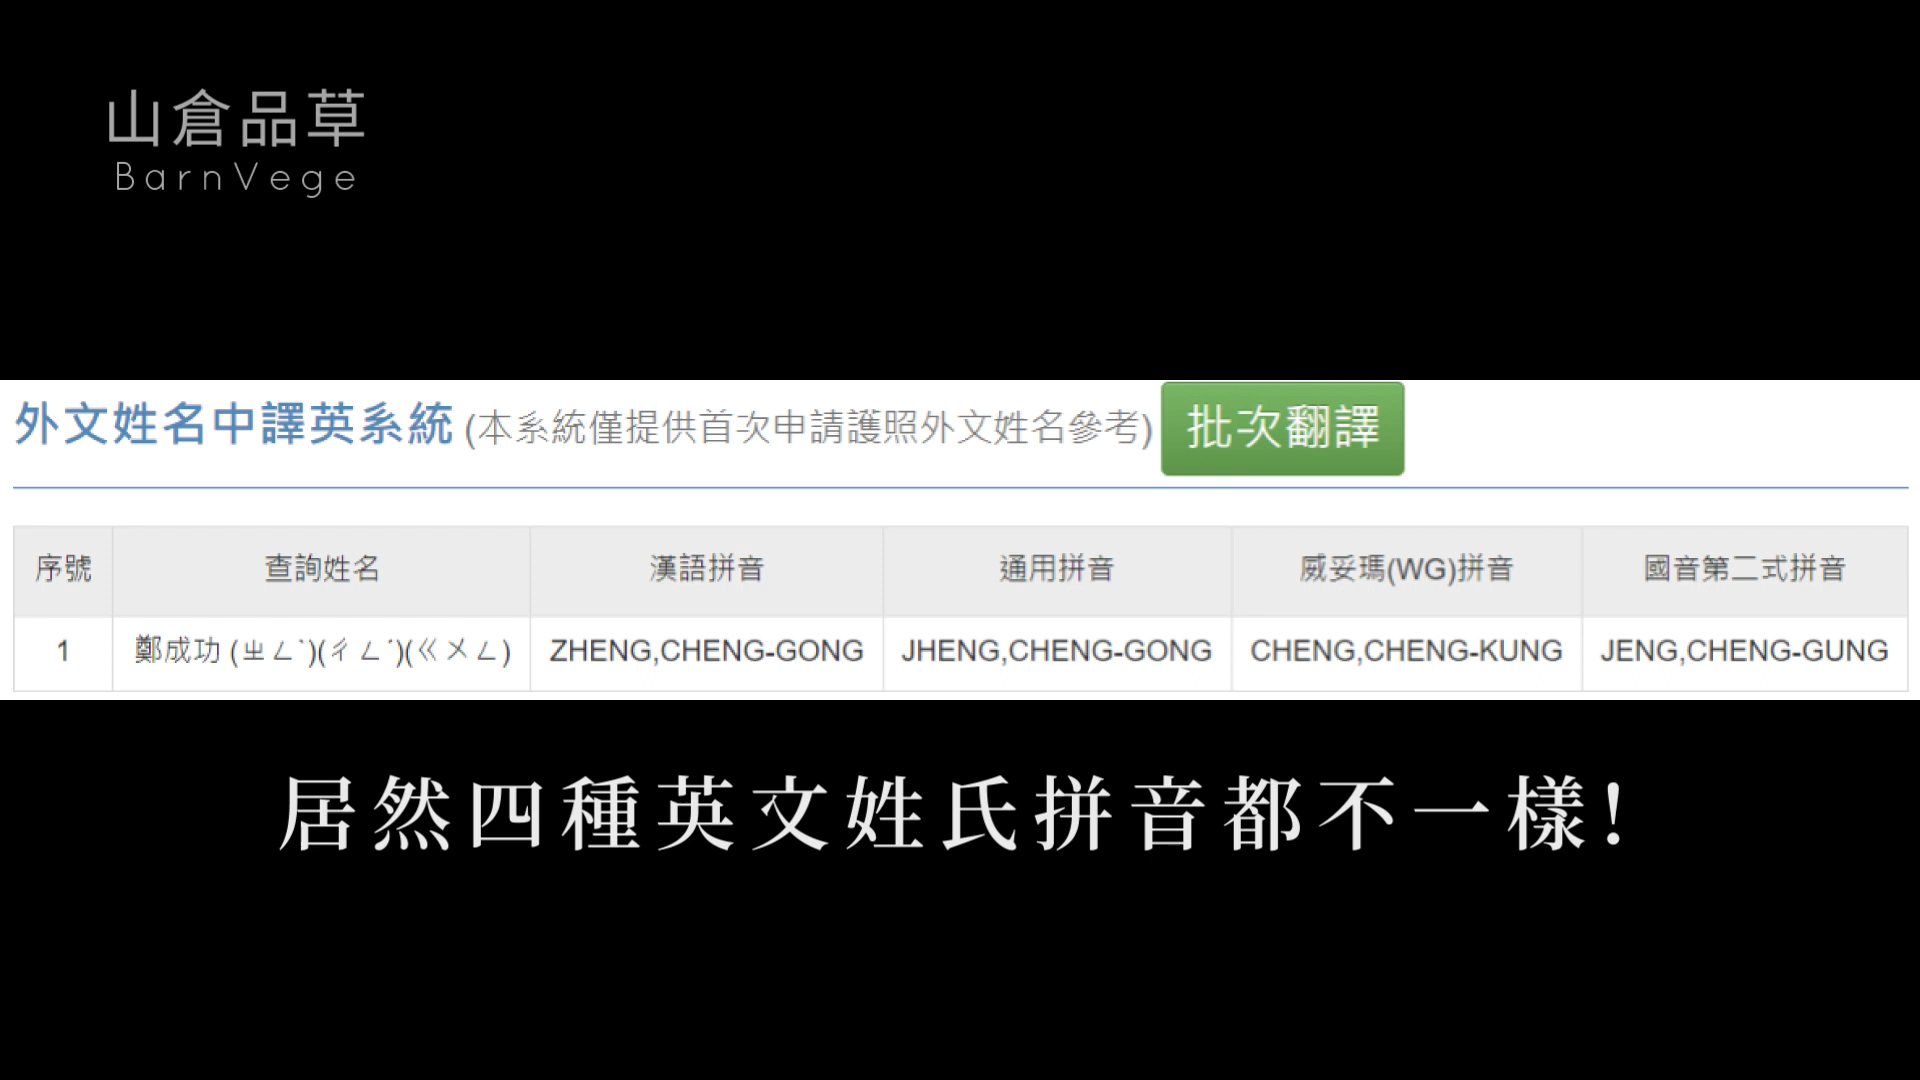 山倉品草
BarnVege
外文姓名中譯英系統 (本系統僅提供首次申請護照外文姓名參考) 批次翻譯
序號 查詢姓名 漢語拼音 通用拼音 威妥瑪(WG)拼音 國音第二式拼音
1 鄭成功 (ㄓㄥˋ)(ㄔㄥˊ)(ㄍㄨㄥ) ZHENG,CHENG-GONG JHENG,CHENG-GONG CHENG,CHENG-KUNG JENG,CHENG-GUNG
居然四種英文姓氏拼音都不一樣!